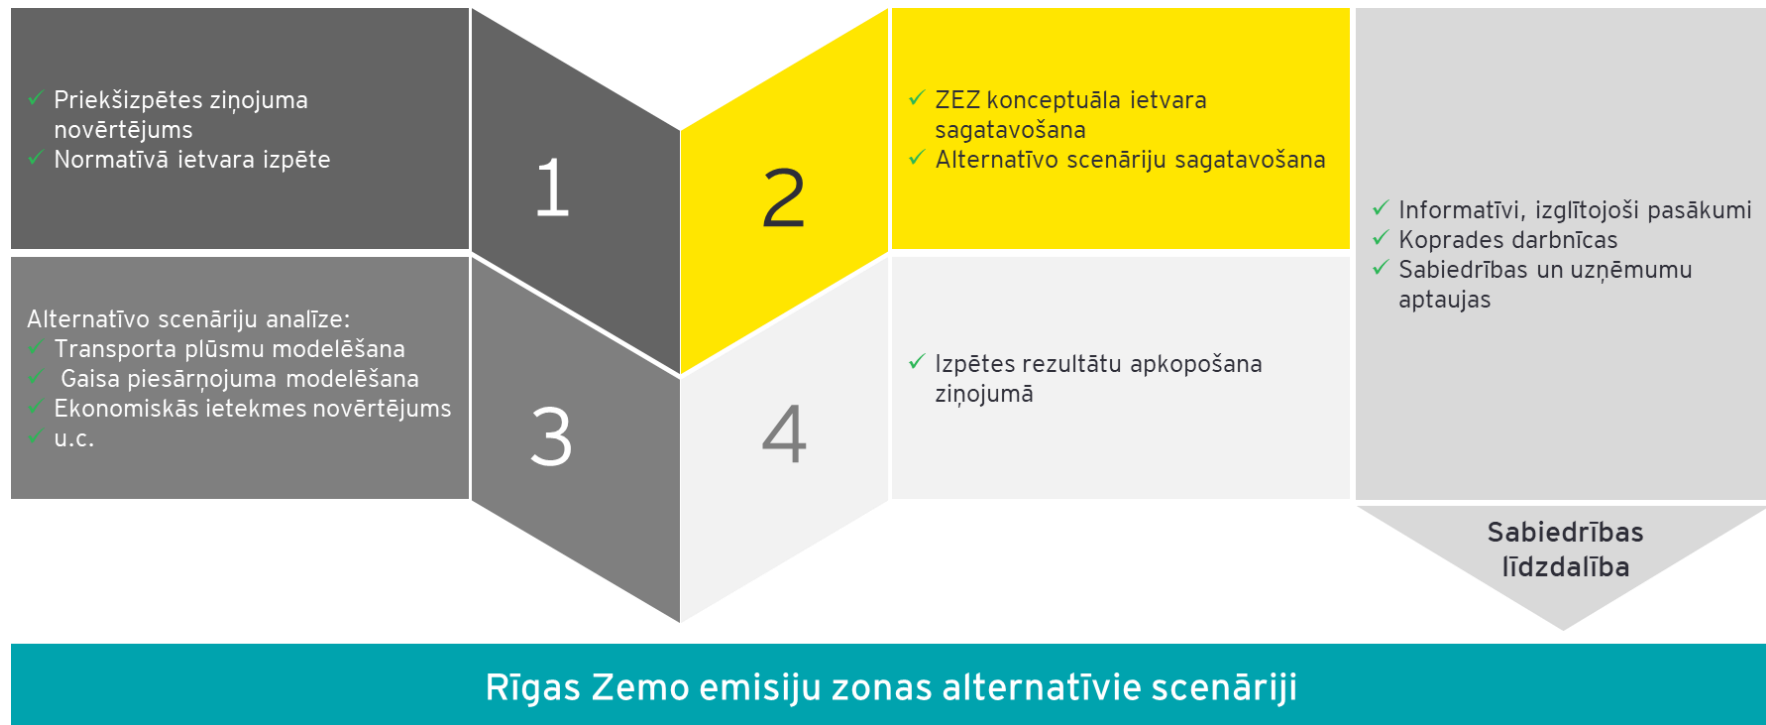 ✓ Priekšizpētes ziņojuma
novērtējums
✓ Normatīvā ietvara izpēte
1
2
✓ ZEZ konceptuāla ietvara
sagatavošana
✓ Alternatīvo scenāriju sagatavošana
Alternatīvo scenāriju analīze:
✓ Transporta plūsmu modelēšana
✓ Gaisa piesārņojuma modelēšana
✓ Ekonomiskās ietekmes novērtējums
✓ u.c.
3
4
✓ Izpētes rezultātu apkopošana
ziņojumā
✓ Informatīvi, izglītojoši pasākumi
✓ Koprades darbnīcas
✓ Sabiedrības un uzņēmumu
aptaujas
Sabiedrības
līdzdalība
Rīgas Zemo emisiju zonas alternatīvie scenāriji